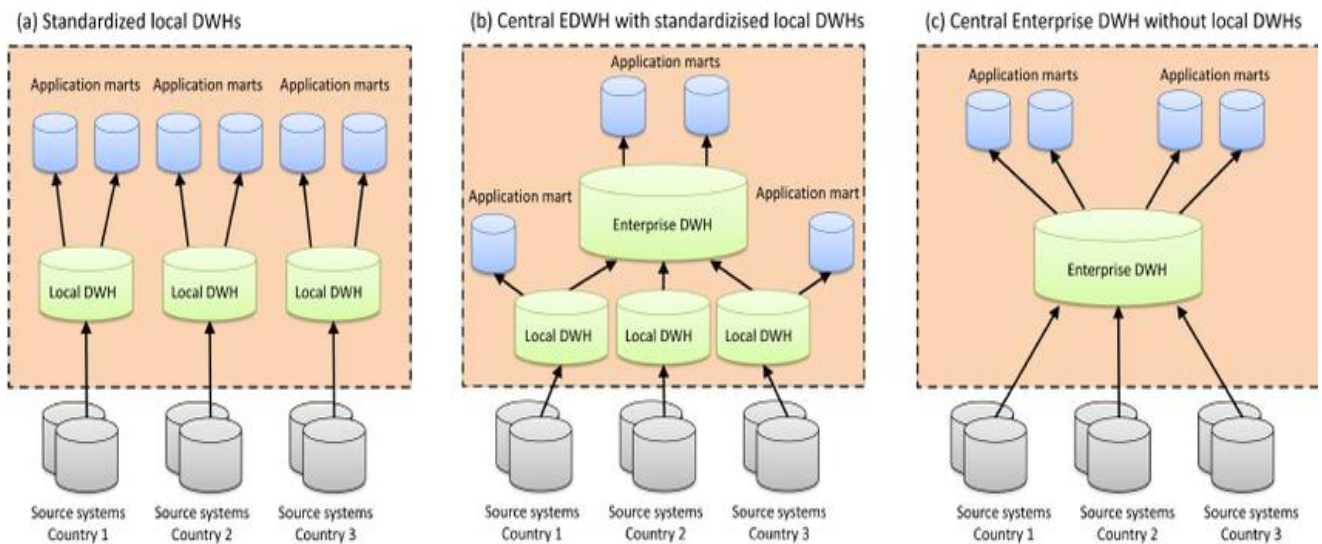 (a) Standardized local DWHs
Application marts Application marts Application marts
Local DWH Local DWH Local DWH
Source systems Source systems Source systems
Country 1 Country 2 Country 3
(b) Central EDWH with standardizised local DWHs
Application marts
Application mart Application mart
Enterprise DWH
Local DWH Local DWH Local DWH
Source systems Source systems Source systems
Country 1 Country 2 Country 3
(c) Central Enterprise DWH without local DWHs
Application marts Application marts
Enterprise DWH
Source systems Source systems Source systems
Country 1 Country 2 Country 3